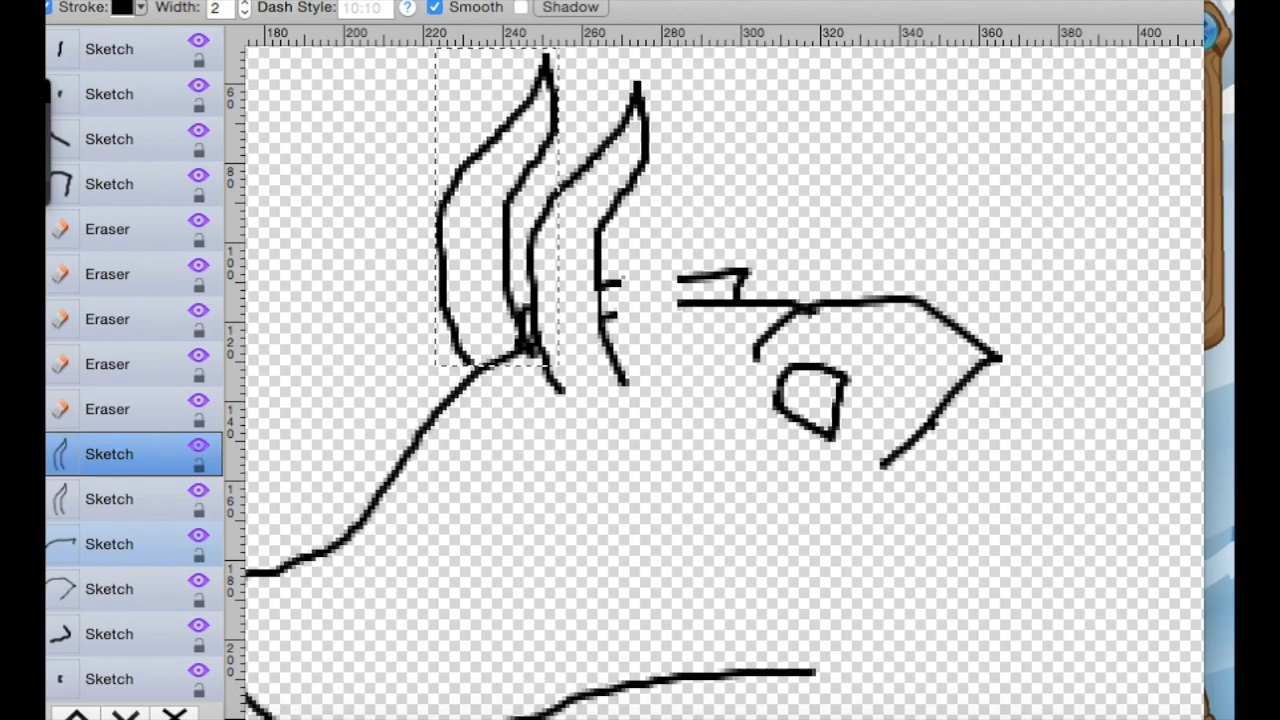 Stroke: Width: 2 Dash Style: 10:10 ? Smooth Shadow
180 200 220 240 260 280 300 320 340 360 380 400
Sketch
Sketch
Sketch
Sketch
Eraser
Eraser
Eraser
Eraser
Eraser
Sketch
Sketch
Sketch
Sketch
Sketch
Sketch
60
80
100
120
140
160
180
200